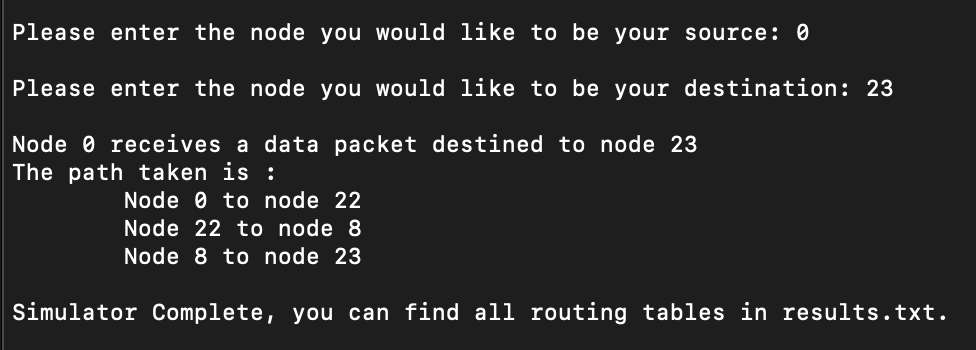 Please enter the node you would like to be your source: 0
Please enter the node you would like to be your destination: 23
Node 0 receives a data packet destined to node 23
The path taken is :
Node 0 to node 22
Node 22 to node 8
Node 8 to node 23
Simulator Complete, you can find all routing tables in results.txt.